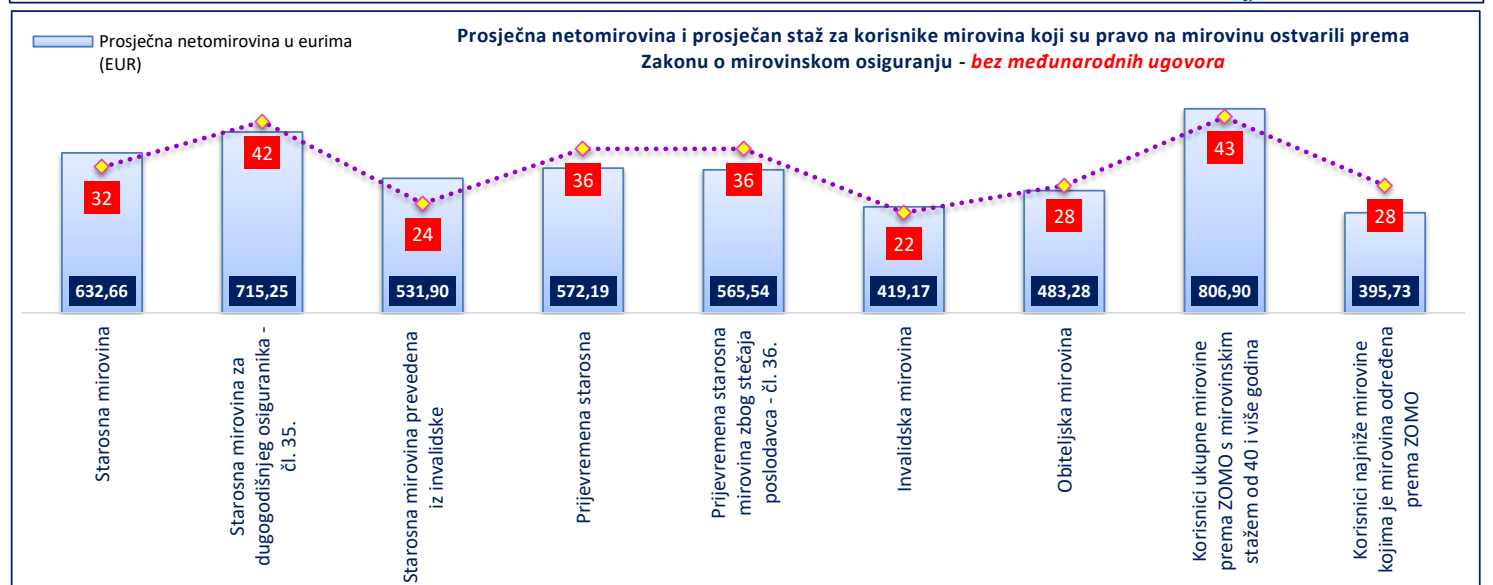 Prosječna netomirovina u eurima
(EUR)
Prosječna netomirovina i prosječan staž za korisnike mirovina koji su pravo na mirovinu ostvarili prema
Zakonu o mirovinskom osiguranju - bez međunarodnih ugovora
32
42
24
36
36
22
28
43
28
632,66
715,25
531,90
572,19
565,54
419,17
483,28
806,90
395,73
Starosna mirovina
Starosna mirovina za
dugogodišnjeg osiguranika -
čl. 35.
Starosna mirovina prevedena
iz invalidske
Prijevremena starosna
Prijevremena starosna
mirovina zbog stečaja
poslodavca - čl. 36.
Invalidska mirovina
Obiteljska mirovina
Korisnici ukupne mirovine
prema ZOMO s mirovinskim
stažem od 40 i više godina
Korisnici najniže mirovine
kojima je mirovina određena
prema ZOMO